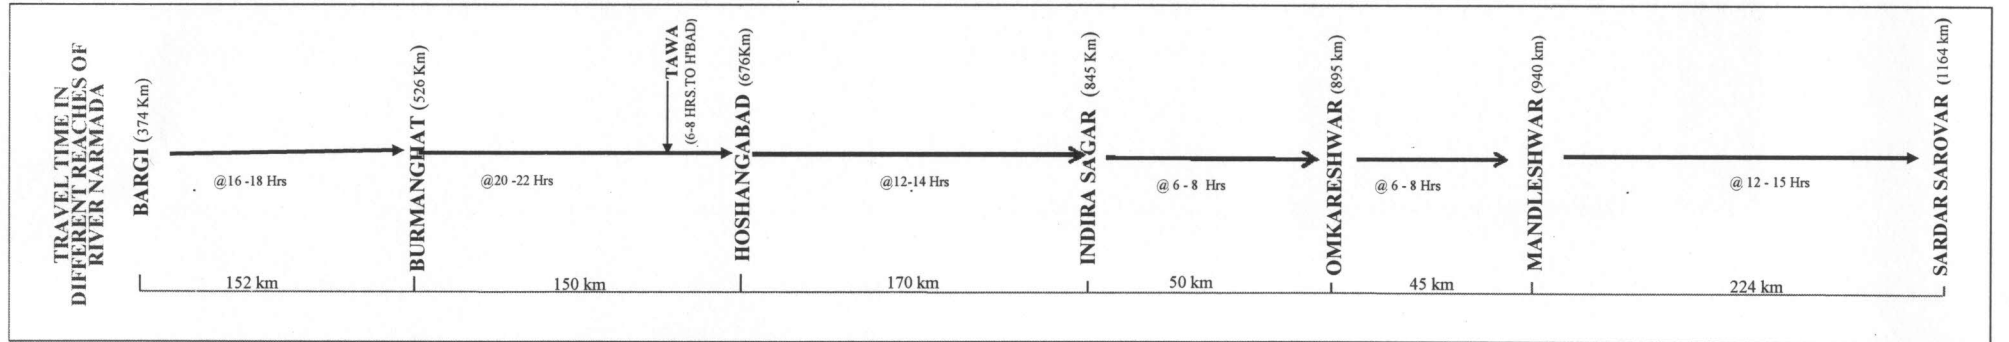 TRAVEL TIME IN
DIFFERENT REACHES OF
RIVER NARMADA
BARGI (374 Km)
@16 -18 Hrs
BURMANGHAT (526 Km)
@20 -22 Hrs
TAWA
(6-8 HRS.TO H'BAD)
HOSHANGABAD (676Km)
@12-14 Hrs
INDIRA SAGAR (845 Km)
@ 6 - 8 Hrs
OMKARESHWAR (895 km)
@ 6 - 8 Hrs
MANDLESHWAR (940 km)
@ 12 - 15 Hrs
SARDAR SAROVAR (1164 km)
152 km
150 km
170 km
50 km
45 km
224 km